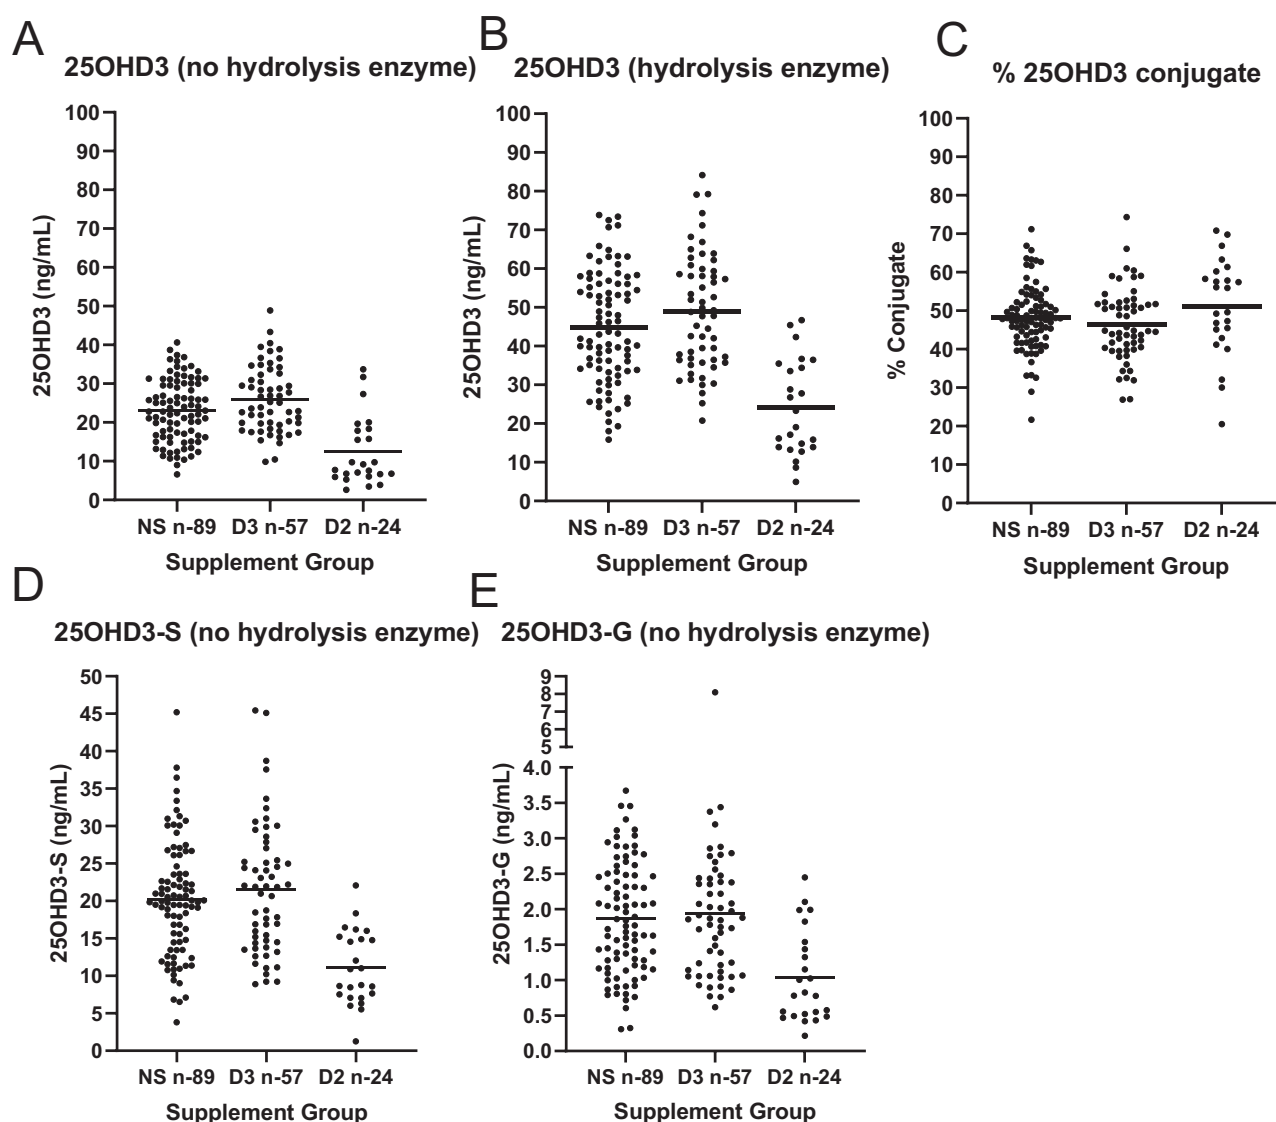 A
25OHD3 (no hydrolysis enzyme)
100
90
80
70
60
50
40
30
20
10
0
25OHD3 (ng/mL)
NS n-89 D3 n-57 D2 n-24
Supplement Group
B
25OHD3 (hydrolysis enzyme)
100
90
80
70
60
50
40
30
20
10
0
25OHD3 (ng/mL)
NS n-89 D3 n-57 D2 n-24
Supplement Group
C
% 25OHD3 conjugate
100
90
80
70
60
50
40
30
20
10
0
% Conjugate
NS n-89 D3 n-57 D2 n-24
Supplement Group
D
25OHD3-S (no hydrolysis enzyme)
50
45
40
35
30
25
20
15
10
5
0
25OHD3-S (ng/mL)
NS n-89 D3 n-57 D2 n-24
Supplement Group
E
25OHD3-G (no hydrolysis enzyme)
9
8
7
6
5
4.0
3.5
3.0
2.5
2.0
1.5
1.0
0.5
0.0
25OHD3-G (ng/mL)
NS n-89 D3 n-57 D2 n-24
Supplement Group